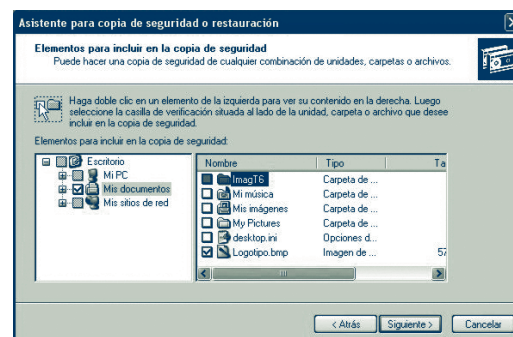 Asistente para copia de seguridad o restauración
Elementos para incluir en la copia de seguridad
Puede hacer una copia de seguridad de cualquier combinación de unidades, carpetas o archivos.
Haga doble clic en un elemento de la izquierda para ver su contenido en la derecha. Luego
seleccione la casilla de verificación situada al lado de la unidad, carpeta o archivo que desee
incluir en la copia de seguridad.
Elementos para incluir en la copia de seguridad:
Escritorio
Mi PC
Mis documentos
Mis sitios de red
Nombre Tipo Ta
ImagT6 Carpeta de ...
Mi música Carpeta de ...
Mis imágenes Carpeta de ...
My Pictures Carpeta de ...
desktop.ini Opciones d...
Logotipo.bmp Imagen de ... 57
< Atrás Siguiente > Cancelar